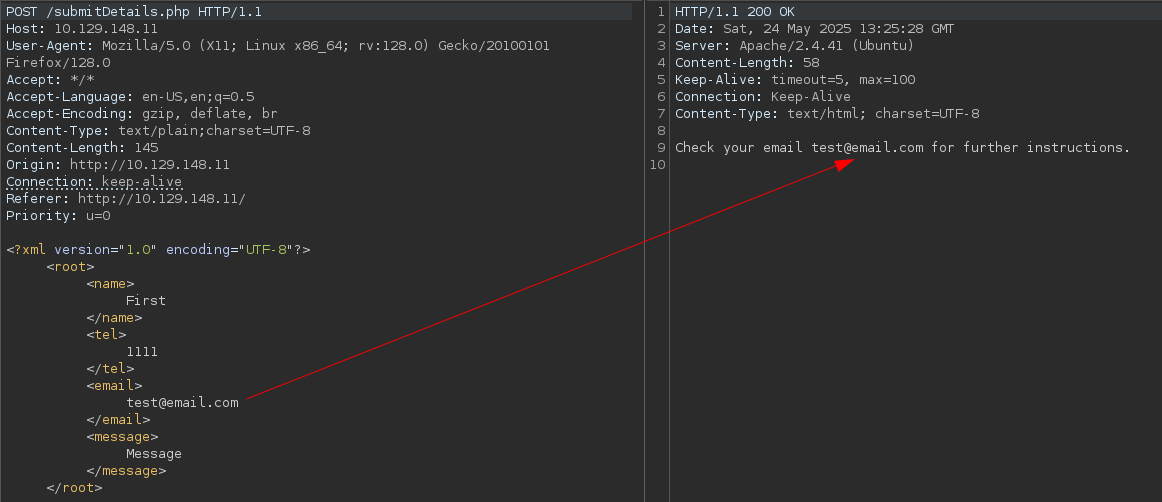 POST /submitDetails.php HTTP/1.1
Host: 10.129.148.11
User-Agent: Mozilla/5.0 (X11; Linux x86_64; rv:128.0) Gecko/20100101
Firefox/128.0
Accept: */*
Accept-Language: en-US,en;q=0.5
Accept-Encoding: gzip, deflate, br
Content-Type: text/plain;charset=UTF-8
Content-Length: 145
Origin: http://10.129.148.11
Connection: keep-alive
Referer: http://10.129.148.11/
Priority: u=0

<?xml version="1.0" encoding="UTF-8"?>
<root>
<name>
First
</name>
<tel>
1111
</tel>
<email>
test@email.com
</email>
<message>
Message
</message>
</root>
1 HTTP/1.1 200 OK
2 Date: Sat, 24 May 2025 13:25:28 GMT
3 Server: Apache/2.4.41 (Ubuntu)
4 Content-Length: 58
5 Keep-Alive: timeout=5, max=100
6 Connection: Keep-Alive
7 Content-Type: text/html; charset=UTF-8
8
9 Check your email test@email.com for further instructions.
10